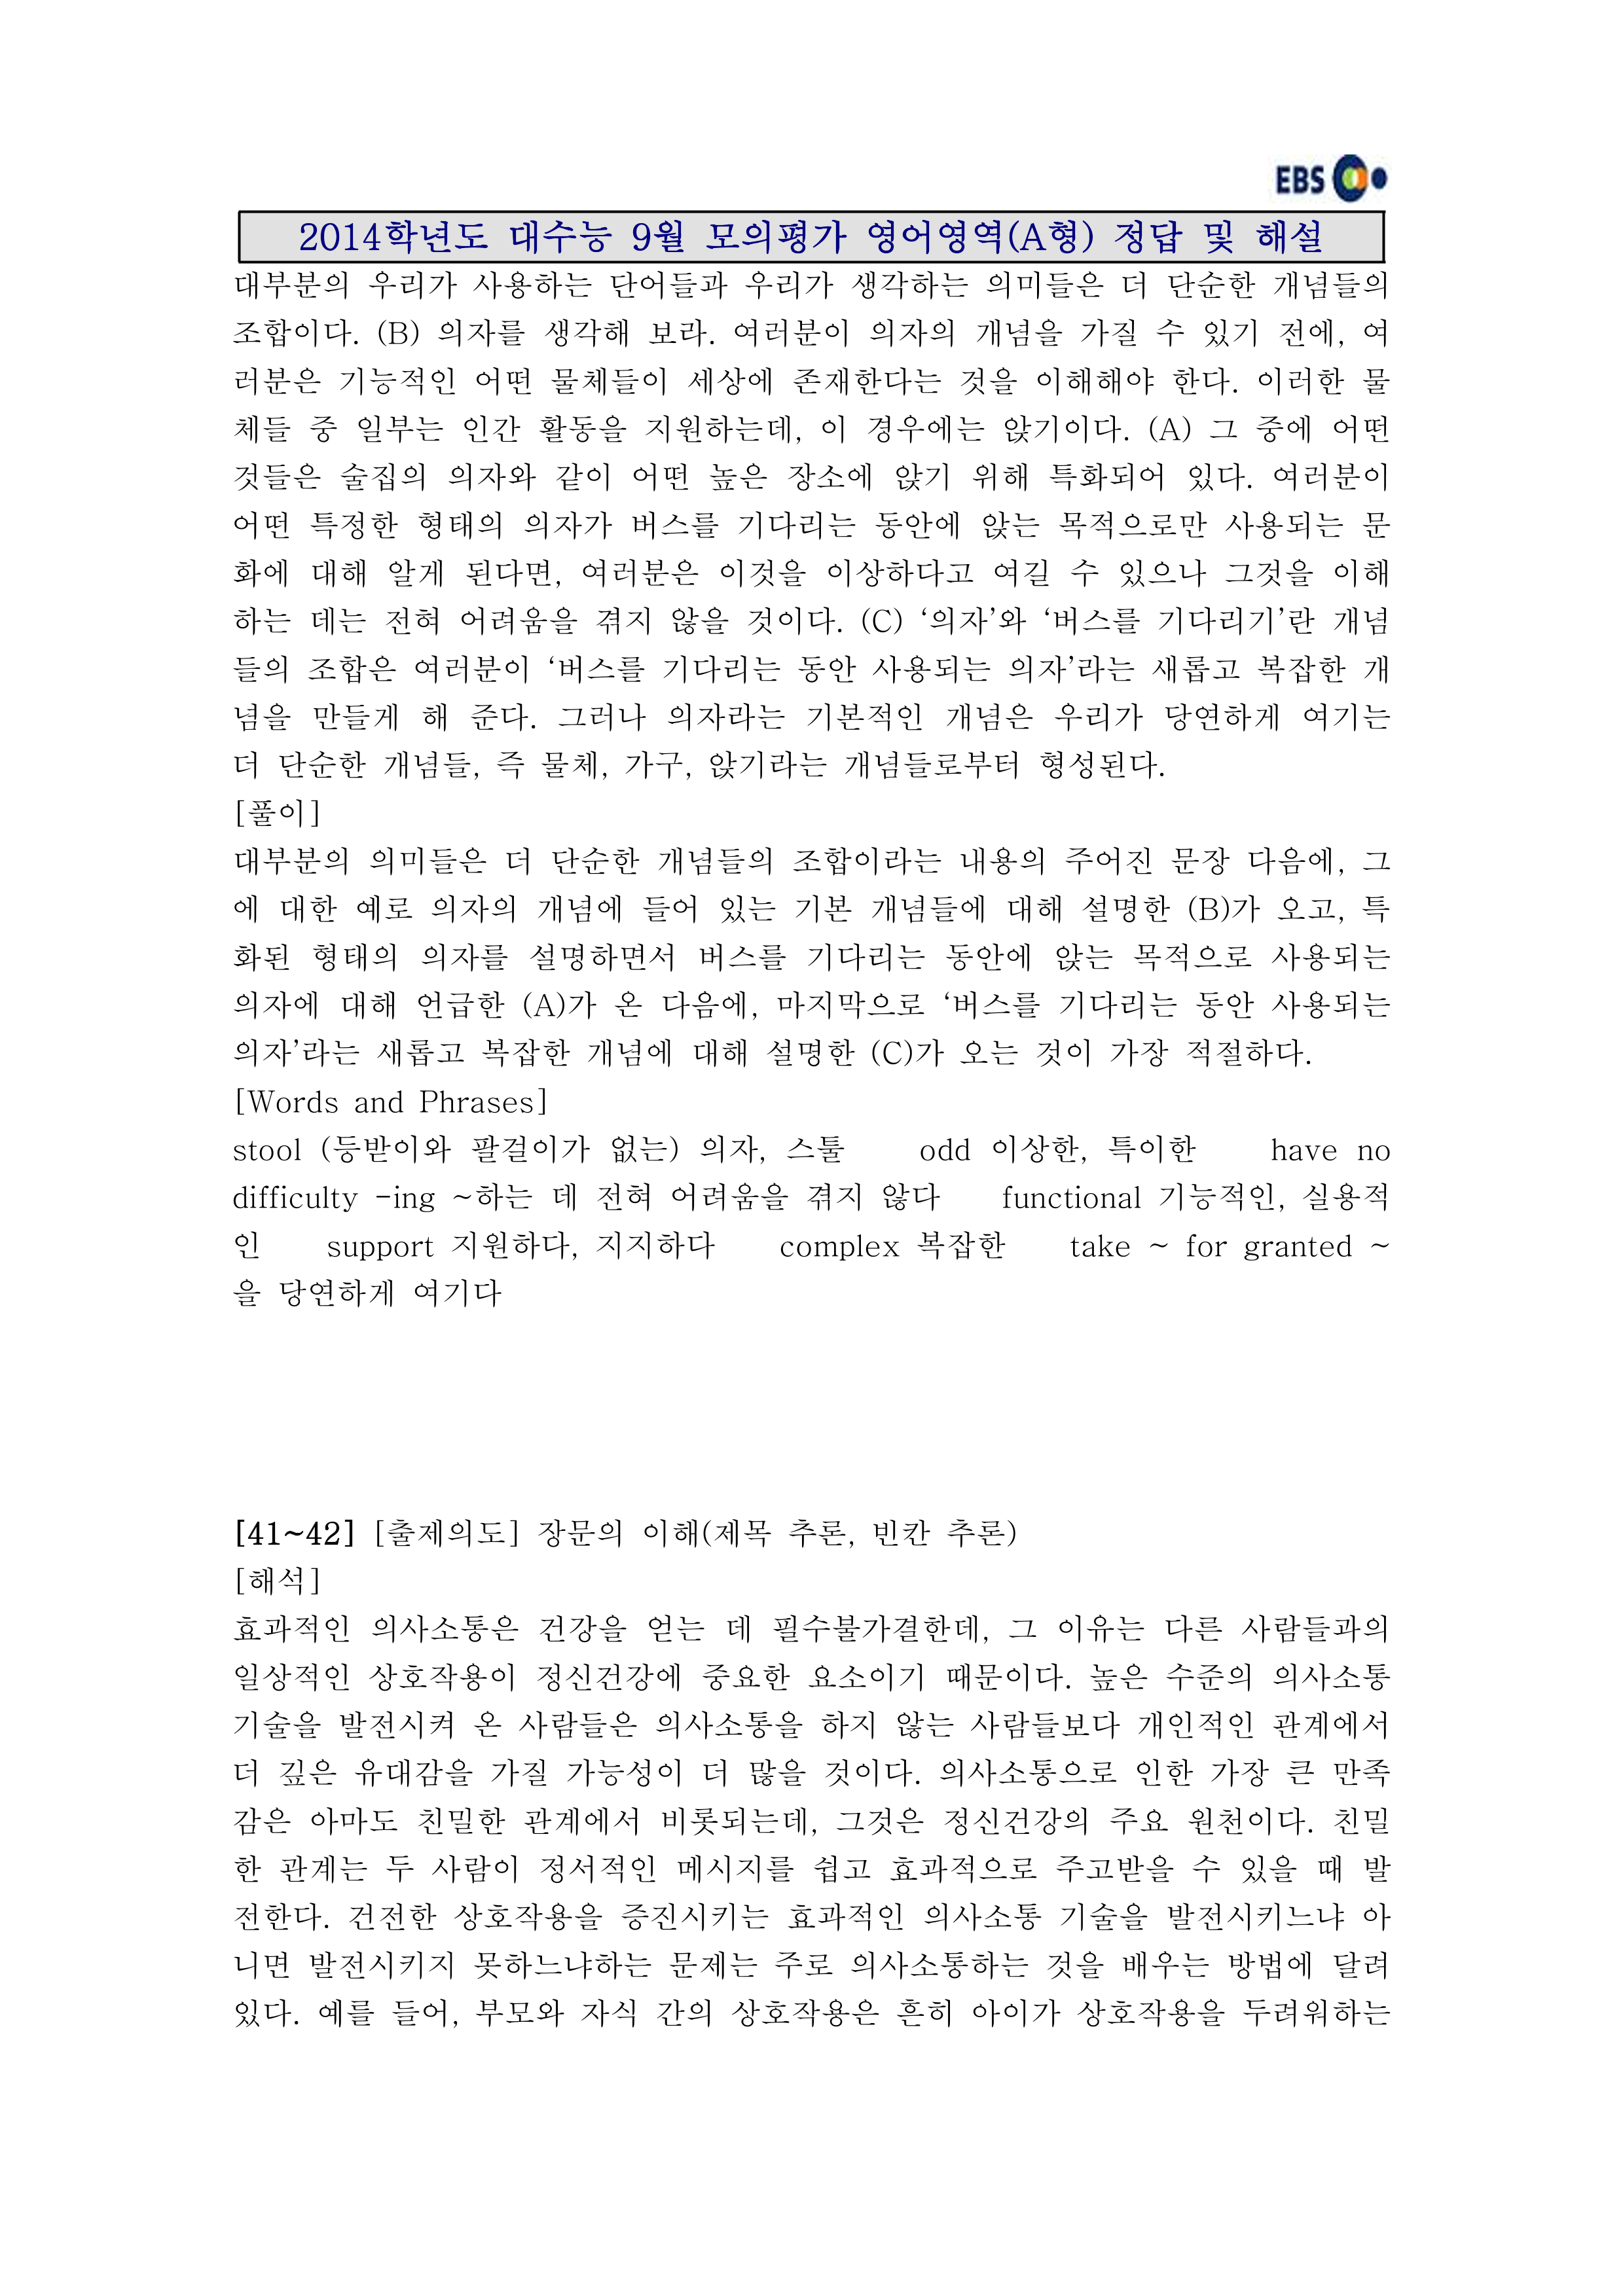 EBS
2014학년도 대수능 9월 모의평가 영어영역(A형) 정답 및 해설
대부분의 우리가 사용하는 단어들과 우리가 생각하는 의미들은 더 단순한 개념들의
조합이다. (B) 의자를 생각해 보라. 여러분이 의자의 개념을 가질 수 있기 전에, 여
러분은 기능적인 어떤 물체들이 세상에 존재한다는 것을 이해해야 한다. 이러한 물
체들 중 일부는 인간 활동을 지원하는데, 이 경우에는 앉기이다. (A) 그 중에 어떤
것들은 술집의 의자와 같이 어떤 높은 장소에 앉기 위해 특화되어 있다. 여러분이
어떤 특정한 형태의 의자가 버스를 기다리는 동안에 앉는 목적으로만 사용되는 문
화에 대해 알게 된다면, 여러분은 이것을 이상하다고 여길 수 있으나 그것을 이해
하는 데는 전혀 어려움을 겪지 않을 것이다. (C) ‘의자’와 ‘버스를 기다리기’란 개념
들의 조합은 여러분이 ‘버스를 기다리는 동안 사용되는 의자’라는 새롭고 복잡한 개
념을 만들게 해 준다. 그러나 의자라는 기본적인 개념은 우리가 당연하게 여기는
더 단순한 개념들, 즉 물체, 가구, 앉기라는 개념들로부터 형성된다.
[풀이]
대부분의 의미들은 더 단순한 개념들의 조합이라는 내용의 주어진 문장 다음에, 그
에 대한 예로 의자의 개념에 들어 있는 기본 개념들에 대해 설명한 (B)가 오고, 특
화된 형태의 의자를 설명하면서 버스를 기다리는 동안에 앉는 목적으로 사용되는
의자에 대해 언급한 (A)가 온 다음에, 마지막으로 ‘버스를 기다리는 동안 사용되는
의자’라는 새롭고 복잡한 개념에 대해 설명한 (C)가 오는 것이 가장 적절하다.
[Words and Phrases]
stool (등받이와 팔걸이가 없는) 의자, 스툴 odd 이상한, 특이한 have no
difficulty -ing ~하는 데 전혀 어려움을 겪지 않다 functional 기능적인, 실용적
인 support 지원하다, 지지하다 complex 복잡한 take ~ for granted ~
을 당연하게 여기다
[41~42] [출제의도] 장문의 이해(제목 추론, 빈칸 추론)
[해석]
효과적인 의사소통은 건강을 얻는 데 필수불가결한데, 그 이유는 다른 사람들과의
일상적인 상호작용이 정신건강에 중요한 요소이기 때문이다. 높은 수준의 의사소통
기술을 발전시켜 온 사람들은 의사소통을 하지 않는 사람들보다 개인적인 관계에서
더 깊은 유대감을 가질 가능성이 더 많을 것이다. 의사소통으로 인한 가장 큰 만족
감은 아마도 친밀한 관계에서 비롯되는데, 그것은 정신건강의 주요 원천이다. 친밀
한 관계는 두 사람이 정서적인 메시지를 쉽고 효과적으로 주고받을 수 있을 때 발
전한다. 건전한 상호작용을 증진시키는 효과적인 의사소통 기술을 발전시키느냐 아
니면 발전시키지 못하느냐하는 문제는 주로 의사소통하는 것을 배우는 방법에 달려
있다. 예를 들어, 부모와 자식 간의 상호작용은 흔히 아이가 상호작용을 두려워하는